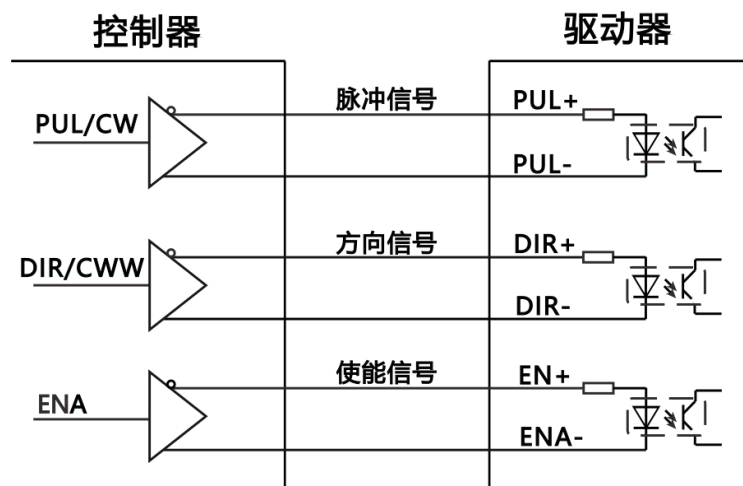 控制器
驱动器
PUL/CW
脉冲信号
PUL+
PUL-
DIR/CWW
方向信号
DIR+
DIR-
ENA
使能信号
EN+
ENA-